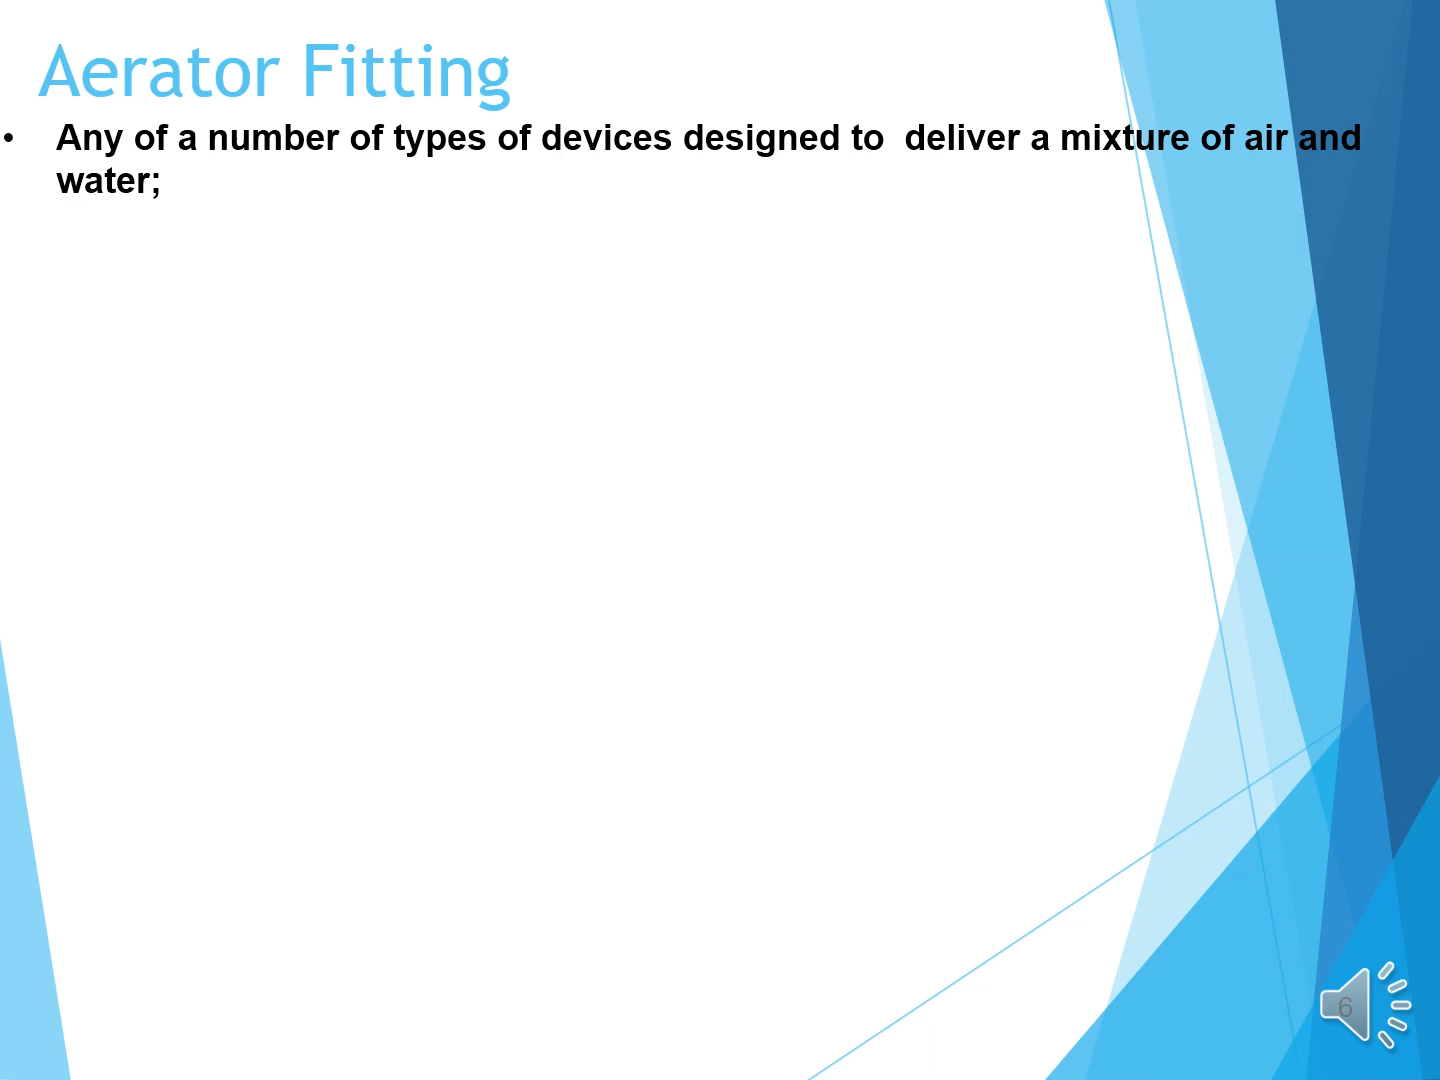 Aerator Fitting
• Any of a number of types of devices designed to  deliver a mixture of air and
water;
6